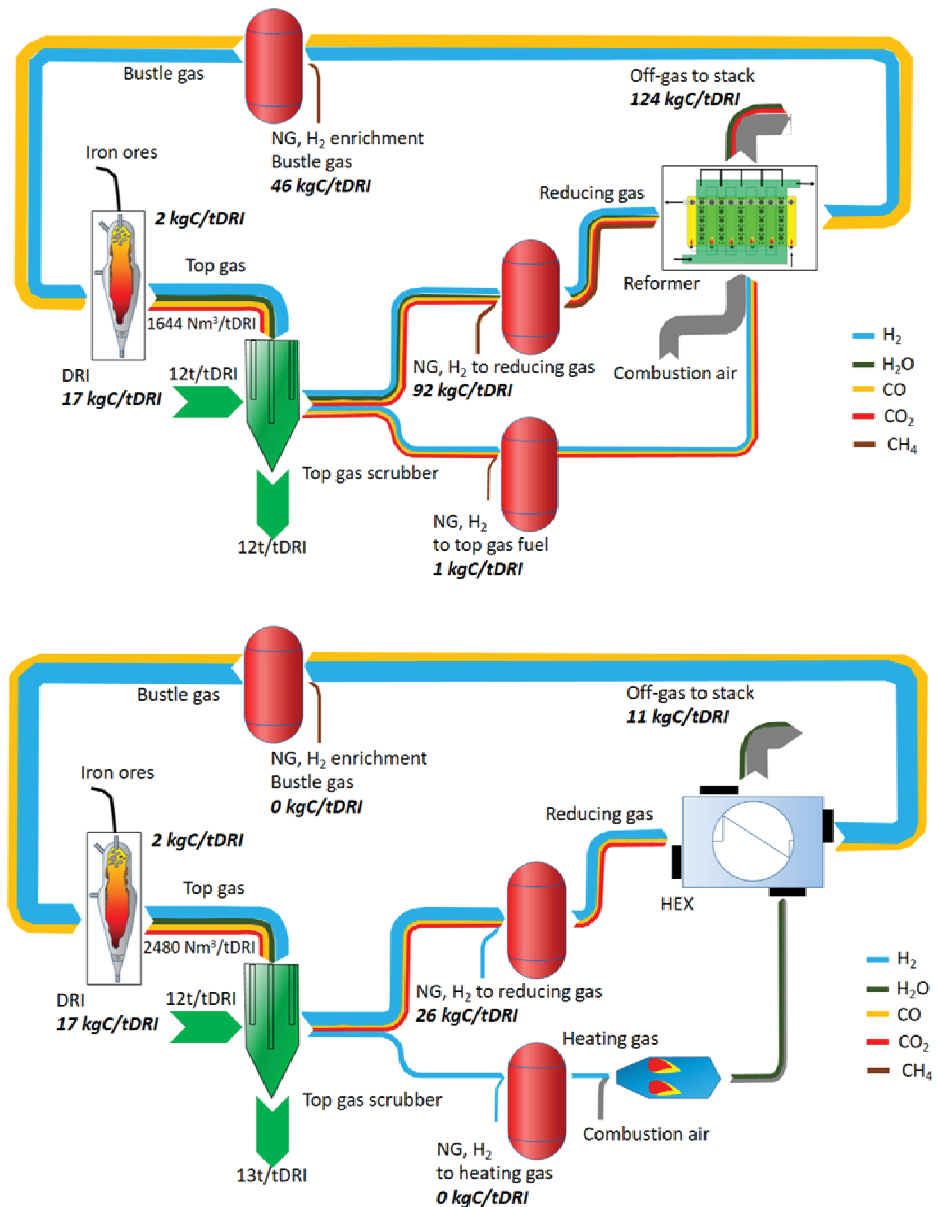 Bustle gas
NG, H₂ enrichment
Bustle gas
46 kgC/tDRI
Off-gas to stack
124 kgC/tDRI
Iron ores
2 kgC/tDRI
Reducing gas
Top gas
1644 Nm³/tDRI
Reformer
DRI
17 kgC/tDRI
12t/tDRI
NG, H₂ to reducing gas
92 kgC/tDRI
Combustion air
H₂
H₂O
CO
CO₂
CH₄
Top gas scrubber
12t/tDRI
NG, H₂
to top gas fuel
1 kgC/tDRI
Bustle gas
NG, H₂ enrichment
Bustle gas
0 kgC/tDRI
Off-gas to stack
11 kgC/tDRI
Iron ores
2 kgC/tDRI
Reducing gas
Top gas
2480 Nm³/tDRI
HEX
DRI
17 kgC/tDRI
12t/tDRI
NG, H₂ to reducing gas
26 kgC/tDRI
Heating gas
H₂
H₂O
CO
CO₂
CH₄
Top gas scrubber
Combustion air
13t/tDRI
NG, H₂
to heating gas
0 kgC/tDRI